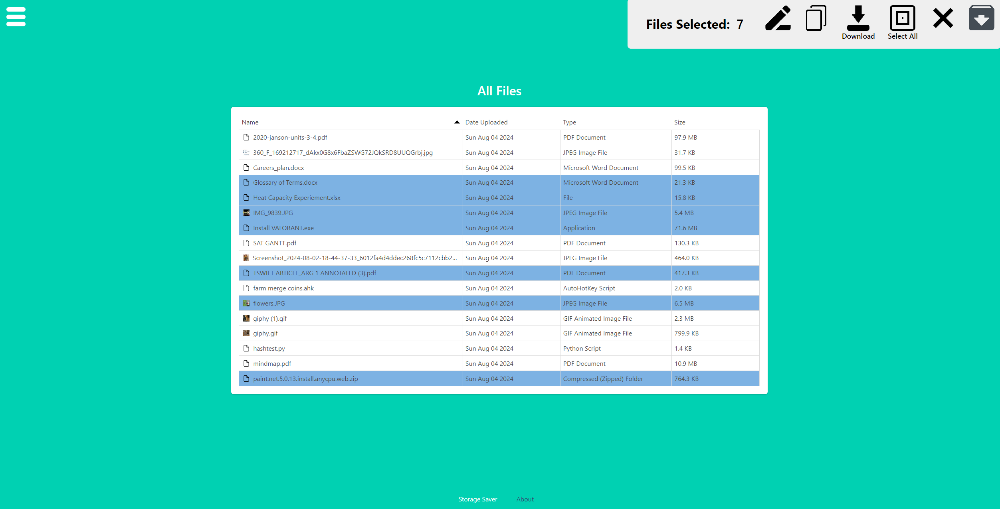 Files Selected: 7
Download
Select All
All Files
Name Date Uploaded Type Size
2020-janson-units-3-4.pdf Sun Aug 04 2024 PDF Document 97.9 MB
360_F_169212717_dAkx0G8x6FbaZSWG72JQkSRD8UUQGrbj.jpg Sun Aug 04 2024 JPEG Image File 31.7 KB
Careers_plan.docx Sun Aug 04 2024 Microsoft Word Document 99.5 KB
Glossary of Terms.docx Sun Aug 04 2024 Microsoft Word Document 21.3 KB
Heat Capacity Experiement.xlsx Sun Aug 04 2024 File 15.8 KB
IMG_9839.JPG Sun Aug 04 2024 JPEG Image File 5.4 MB
Install VALORANT.exe Sun Aug 04 2024 Application 71.6 MB
SAT GANTT.pdf Sun Aug 04 2024 PDF Document 130.3 KB
Screenshot_2024-08-02-18-44-37-33_6012fa4d4ddec268fc5c7112cbb2... Sun Aug 04 2024 JPEG Image File 464.0 KB
TSWIFT ARTICLE_ARG 1 ANNOTATED (3).pdf Sun Aug 04 2024 PDF Document 417.3 KB
farm merge coins.ahk Sun Aug 04 2024 AutoHotKey Script 2.0 KB
flowers.JPG Sun Aug 04 2024 JPEG Image File 6.5 MB
giphy (1).gif Sun Aug 04 2024 GIF Animated Image File 2.3 MB
giphy.gif Sun Aug 04 2024 GIF Animated Image File 799.9 KB
hashtest.py Sun Aug 04 2024 Python Script 1.4 KB
mindmap.pdf Sun Aug 04 2024 PDF Document 10.9 MB
paint.net.5.0.13.install.anycpu.web.zip Sun Aug 04 2024 Compressed (Zipped) Folder 764.3 KB
Storage Saver About